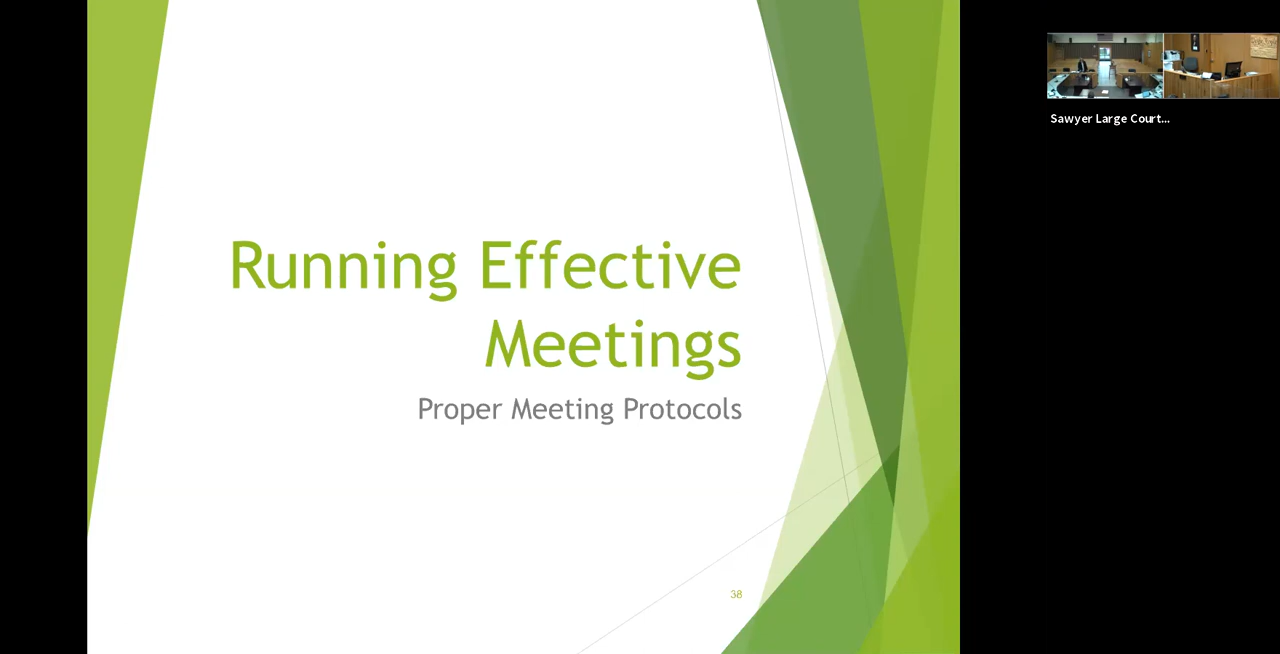 Running Effective
Meetings
Proper Meeting Protocols
38
Sawyer Large Court...